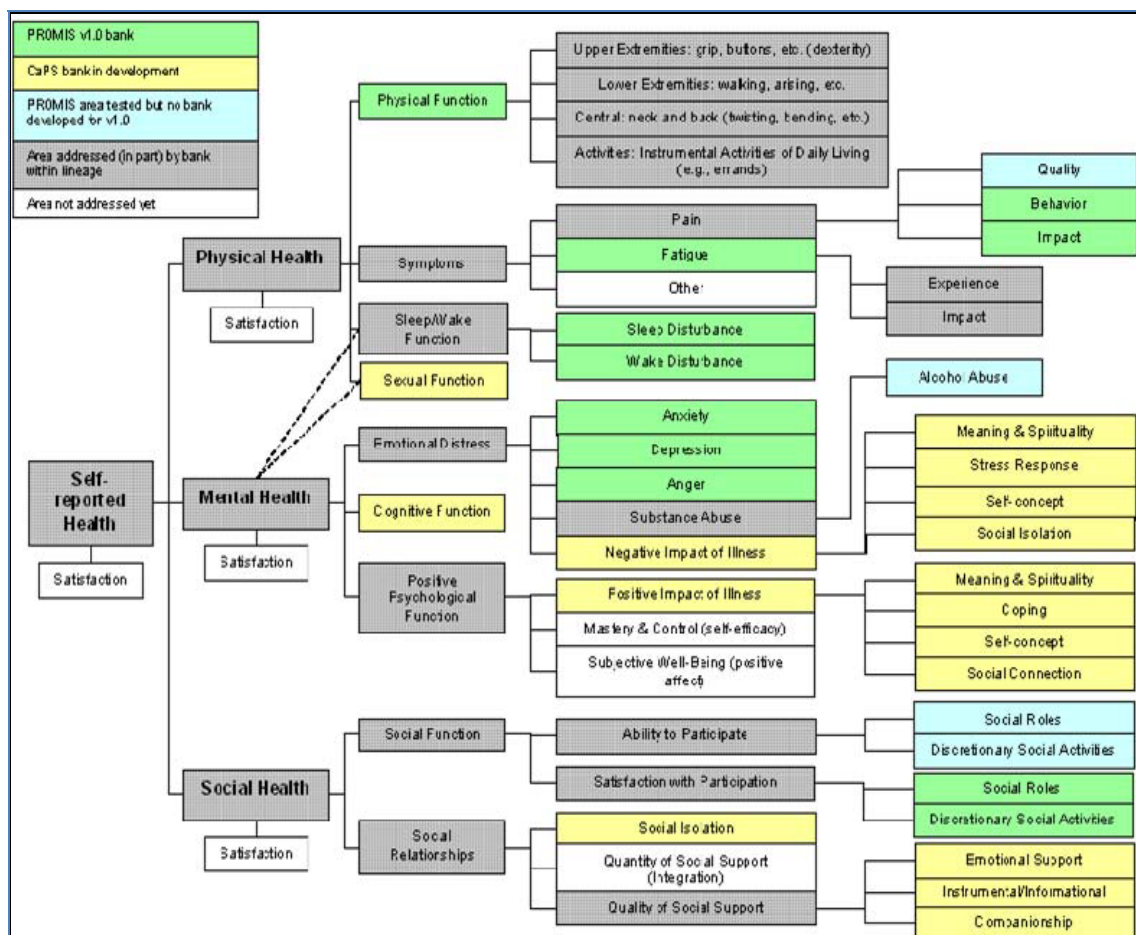 PROMIS v1.0 bank
CaPS bank in development
PROMIS area tested but no bank
developed for v1.0
Area addressed (in part) by bank
within lineage
Area not addressed yet
Self-
reported
Health
Satisfaction
Physical Health
Satisfaction
Physical Function
Upper Extremities: grip, buttons, etc. (dexterity)
Lower Extremities: walking, arising, etc.
Central: neck and back (twisting, bending, etc.)
Activites: Instrumental Activities of Daily Living
(e.g., errands)
Symptoms
Pain
Quality
Behavior
Impact
Fatigue
Experience
Impact
Other
Sleep/Wake
Function
Sleep Disturbance
Wake Disturbance
Sexual Function
Mental Health
Satisfaction
Emotional Distress
Anxiety
Depression
Anger
Substance Abuse
Alcohol Abuse
Negative Impact of Illness
Meaning & Spirituality
Stress Response
Self-concept
Social Isolation
Cognitive Function
Positive
Psychological
Function
Positive Impact of Illness
Meaning & Spirituality
Coping
Self-concept
Social Connection
Mastery & Control (self-efficacy)
Subjective Well-Being (positive
affect)
Social Health
Satisfaction
Social Function
Ability to Participate
Social Roles
Discretionary Social Activities
Satisfaction with Participation
Social Roles
Discretionary Social Activities
Social
Relationships
Social Isolation
Quantity of Social Support
(Integration)
Quality of Social Support
Emotional Support
Instrumental/Informational
Companionship